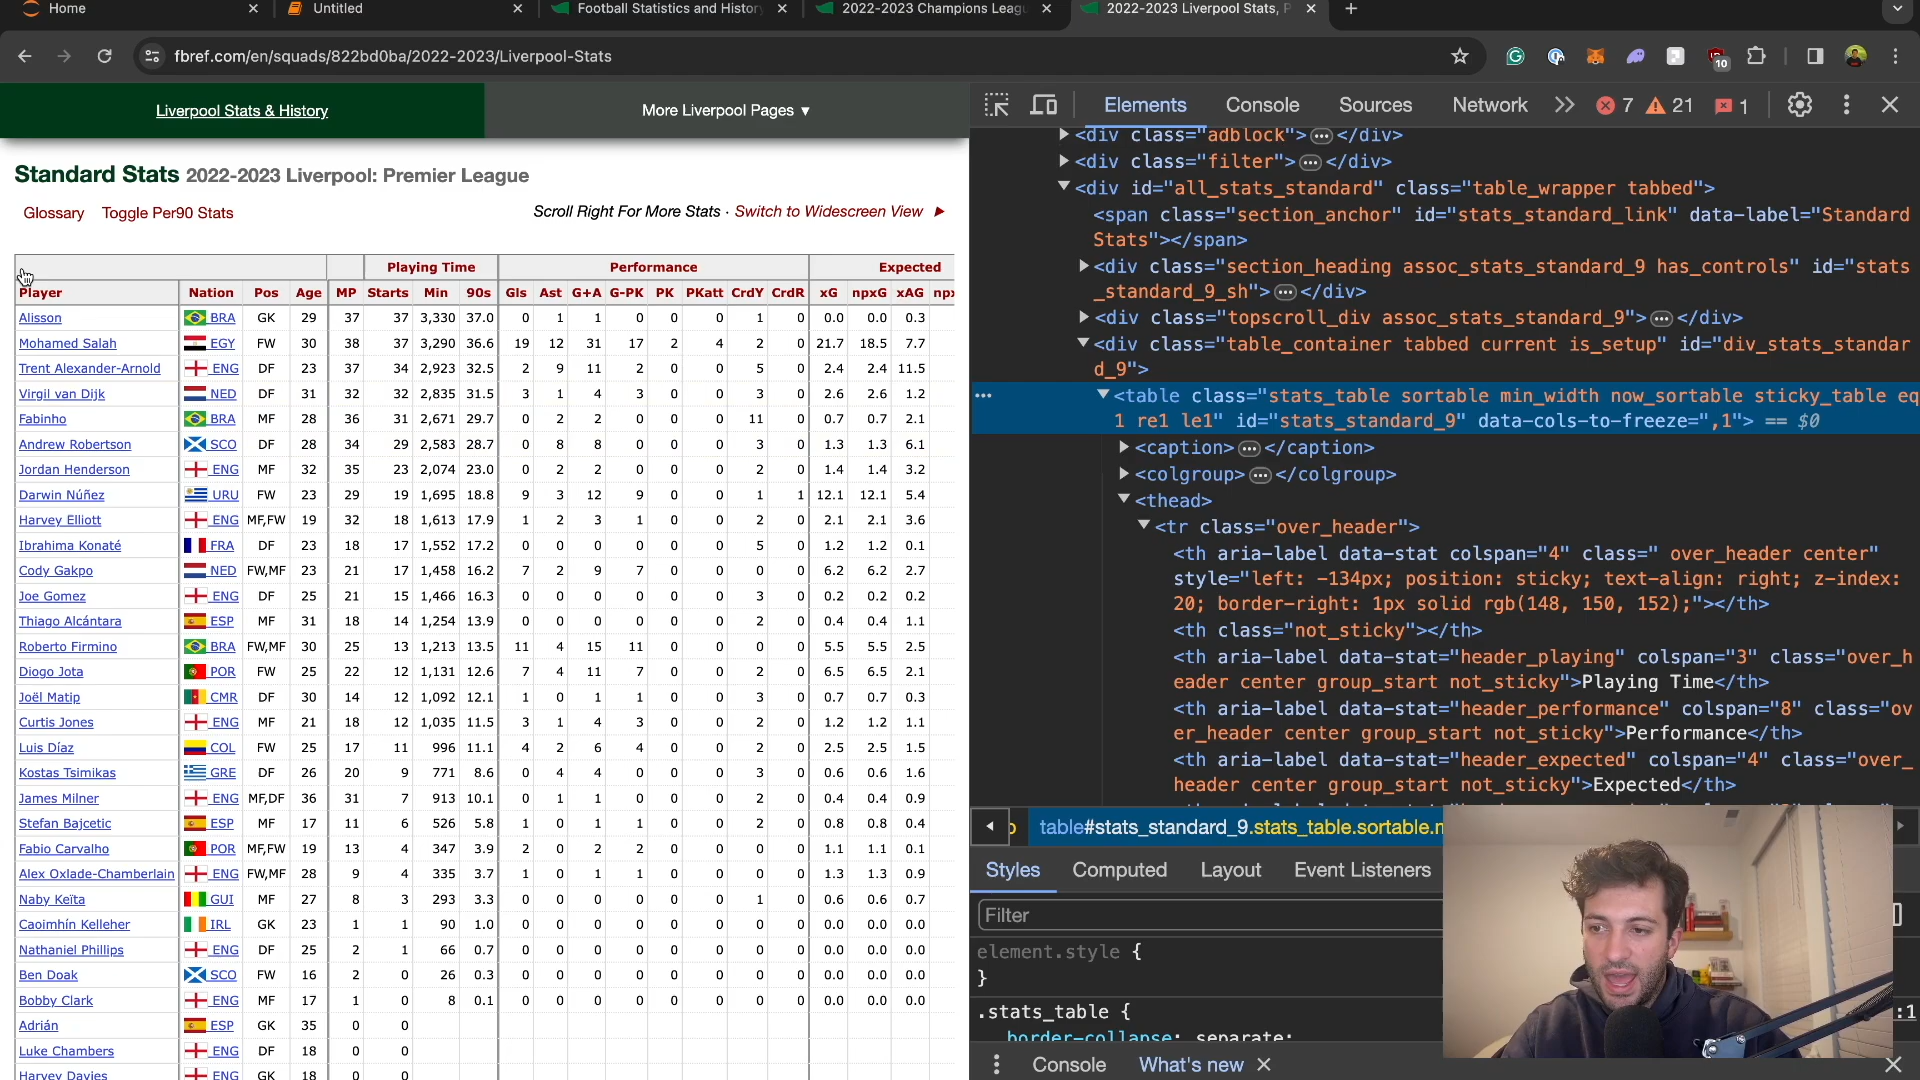 Home
Untitled
Football Statistics and History
2022-2023 Champions Leagu
2022-2023 Liverpool Stats, P
fbref.com/en/squads/822bd0ba/2022-2023/Liverpool-Stats
10
Liverpool Stats & History
More Liverpool Pages ▼
Standard Stats 2022-2023 Liverpool: Premier League
Glossary Toggle Per90 Stats
Scroll Right For More Stats · Switch to Widescreen View ►
Playing Time Performance Expected
Player Nation Pos Age MP Starts Min 90s Gls Ast G+A G-PK PK PKatt CrdY CrdR xG npxG xAG npx
Alisson BRA GK 29 37 37 3,330 37.0 0 1 1 0 0 0 1 0 0.0 0.0 0.3
Mohamed Salah EGY FW 30 38 37 3,290 36.6 19 12 31 17 2 4 2 0 21.7 18.5 7.7
Trent Alexander-Arnold ENG DF 23 37 34 2,923 32.5 2 9 11 2 0 0 5 0 2.4 2.4 11.5
Virgil van Dijk NED DF 31 32 32 2,835 31.5 3 1 4 3 0 0 3 0 2.6 2.6 1.2
Fabinho BRA MF 28 36 31 2,671 29.7 0 2 2 0 0 0 11 0 0.7 0.7 2.1
Andrew Robertson SCO DF 28 34 29 2,583 28.7 0 8 8 0 0 0 3 0 1.3 1.3 6.1
Jordan Henderson ENG MF 32 35 23 2,074 23.0 0 2 2 0 0 0 2 0 1.4 1.4 3.2
Darwin Núñez URU FW 23 29 19 1,695 18.8 9 3 12 9 0 0 1 1 12.1 12.1 5.4
Harvey Elliott ENG MF,FW 19 32 18 1,613 17.9 1 2 3 1 0 0 2 0 2.1 2.1 3.6
Ibrahima Konaté FRA DF 23 18 17 1,552 17.2 0 0 0 0 0 0 5 0 1.2 1.2 0.1
Cody Gakpo NED FW,MF 23 21 17 1,458 16.2 7 2 9 7 0 0 0 0 6.2 6.2 2.7
Joe Gomez ENG DF 25 21 15 1,466 16.3 0 0 0 0 0 0 3 0 0.2 0.2 0.2
Thiago Alcántara ESP MF 31 18 14 1,254 13.9 0 0 0 0 0 0 2 0 0.4 0.4 1.1
Roberto Firmino BRA FW,MF 30 25 13 1,213 13.5 11 4 15 11 0 0 0 0 5.5 5.5 2.5
Diogo Jota POR FW 25 22 12 1,131 12.6 7 4 11 7 0 0 2 0 6.5 6.5 2.1
Joël Matip CMR DF 30 14 12 1,092 12.1 1 0 1 1 0 0 3 0 0.7 0.7 0.3
Curtis Jones ENG MF 21 18 12 1,035 11.5 3 1 4 3 0 0 2 0 1.2 1.2 1.1
Luis Díaz COL FW 25 17 11 996 11.1 4 2 6 4 0 0 2 0 2.5 2.5 1.5
Kostas Tsimikas GRE DF 26 20 9 771 8.6 0 4 4 0 0 0 3 0 0.6 0.6 1.6
James Milner ENG MF,DF 36 31 7 913 10.1 0 1 1 0 0 0 2 0 0.4 0.4 0.9
Stefan Bajcetic ESP MF 17 11 6 526 5.8 1 0 1 1 0 0 2 0 0.8 0.8 0.4
Fabio Carvalho POR MF,FW 19 13 4 347 3.9 2 0 2 2 0 0 0 0 1.1 1.1 0.1
Alex Oxlade-Chamberlain ENG FW,MF 28 9 4 335 3.7 1 0 1 1 0 0 0 0 1.3 1.3 0.9
Naby Keïta GUI MF 27 8 3 293 3.3 0 0 0 0 0 0 1 0 0.6 0.6 0.7
Caoimhín Kelleher IRL GK 23 1 1 90 1.0 0 0 0 0 0 0 0 0 0.0 0.0 0.0
Nathaniel Phillips ENG DF 25 2 1 66 0.7 0 0 0 0 0 0 0 0 0.0 0.0 0.0
Ben Doak SCO FW 16 2 0 26 0.3 0 0 0 0 0 0 0 0 0.0 0.0 0.0
Bobby Clark ENG MF 17 1 0 8 0.1 0 0 0 0 0 0 0 0 0.0 0.0 0.0
Adrián ESP GK 35 0 0
Luke Chambers ENG DF 18 0 0
Harvey Davies ENG GK 18 0 0
Elements Console Sources Network 7 21 1
<div class="adblock">…</div>
<div class="filter">…</div>
<div id="all_stats_standard" class="table_wrapper tabbed">
<span class="section_anchor" id="stats_standard_link" data-label="Standard
Stats"></span>
<div class="section_heading assoc_stats_standard_9 has_controls" id="stats
_standard_9_sh">…</div>
<div class="topscroll_div assoc_stats_standard_9">…</div>
<div class="table_container tabbed current is_setup" id="div_stats_standar
d_9">
<table class="stats_table sortable min_width now_sortable sticky_table eq
1 re1 le1" id="stats_standard_9" data-cols-to-freeze=",1"> == $0
<caption>…</caption>
<colgroup>…</colgroup>
<thead>
<tr class="over_header">
<th aria-label data-stat colspan="4" class=" over_header center"
style="left: -134px; position: sticky; text-align: right; z-index:
20; border-right: 1px solid rgb(148, 150, 152);"></th>
<th class="not_sticky"></th>
<th aria-label data-stat="header_playing" colspan="3" class="over_h
eader center group_start not_sticky">Playing Time</th>
<th aria-label data-stat="header_performance" colspan="8" class="ov
er_header center group_start not_sticky">Performance</th>
<th aria-label data-stat="header_expected" colspan="4" class="over_
header center group_start not_sticky">Expected</th>
table#stats_standard_9.stats_table.sortable.m
Styles Computed Layout Event Listeners
Filter
element.style {
}
.stats_table {
:1
border-collapse: separate;
Console What's new